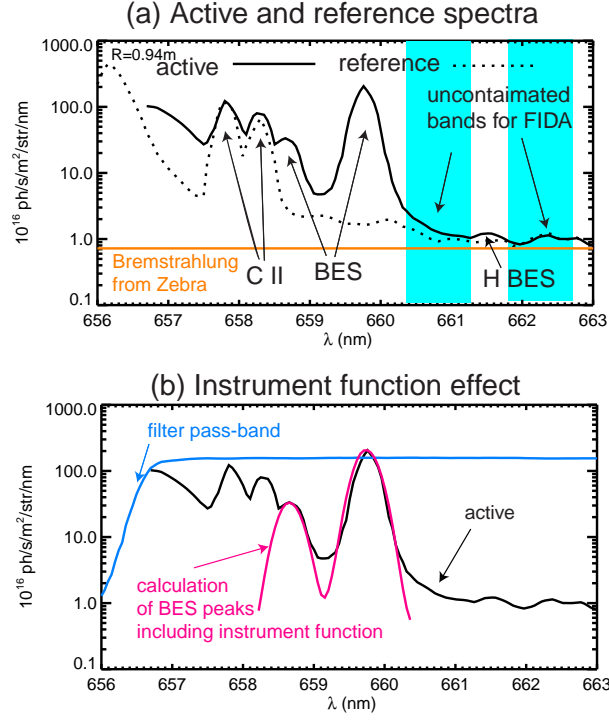 (a) Active and reference spectra
R=0.94m
active
reference
uncontaimated
bands for FIDA
C II
BES
H BES
Bremstrahlung
from Zebra
1000.0
100.0
10.0
1.0
0.1
10¹⁶ ph/s/m²/str/nm
656 657 658 659 660 661 662 663
λ (nm)
(b) Instrument function effect
filter pass-band
active
calculation
of BES peaks
including instrument function
1000.0
100.0
10.0
1.0
0.1
10¹⁶ ph/s/m²/str/nm
656 657 658 659 660 661 662 663
λ (nm)